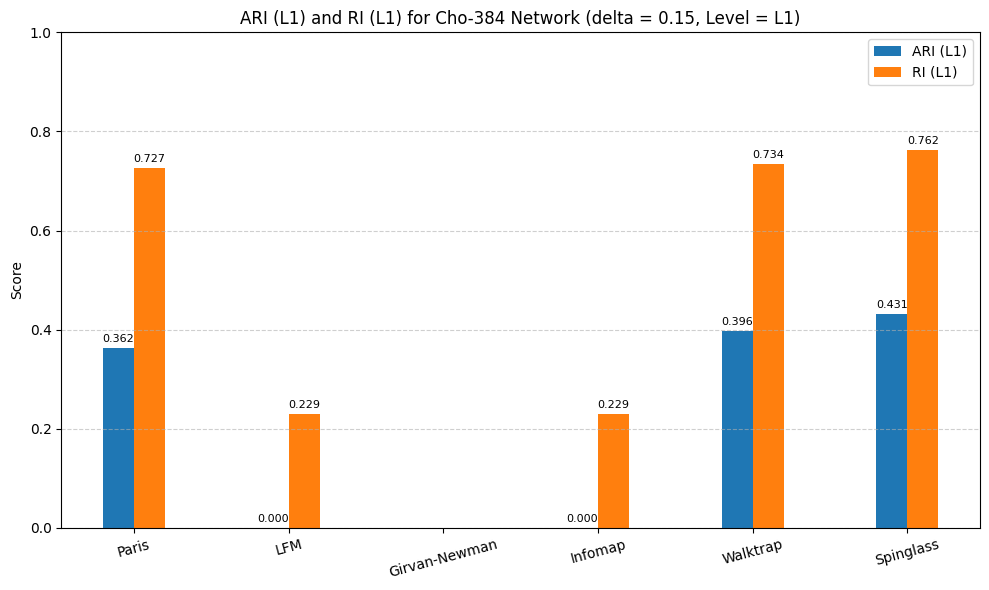 ARI (L1) and RI (L1) for Cho-384 Network (delta = 0.15, Level = L1)
ARI (L1)
RI (L1)
Score
1.0
0.8
0.6
0.4
0.2
0.0
0.362
0.727
0.000
0.229
0.000
0.229
0.396
0.734
0.431
0.762
Paris
LFM
Girvan-Newman
Infomap
Walktrap
Spinglass